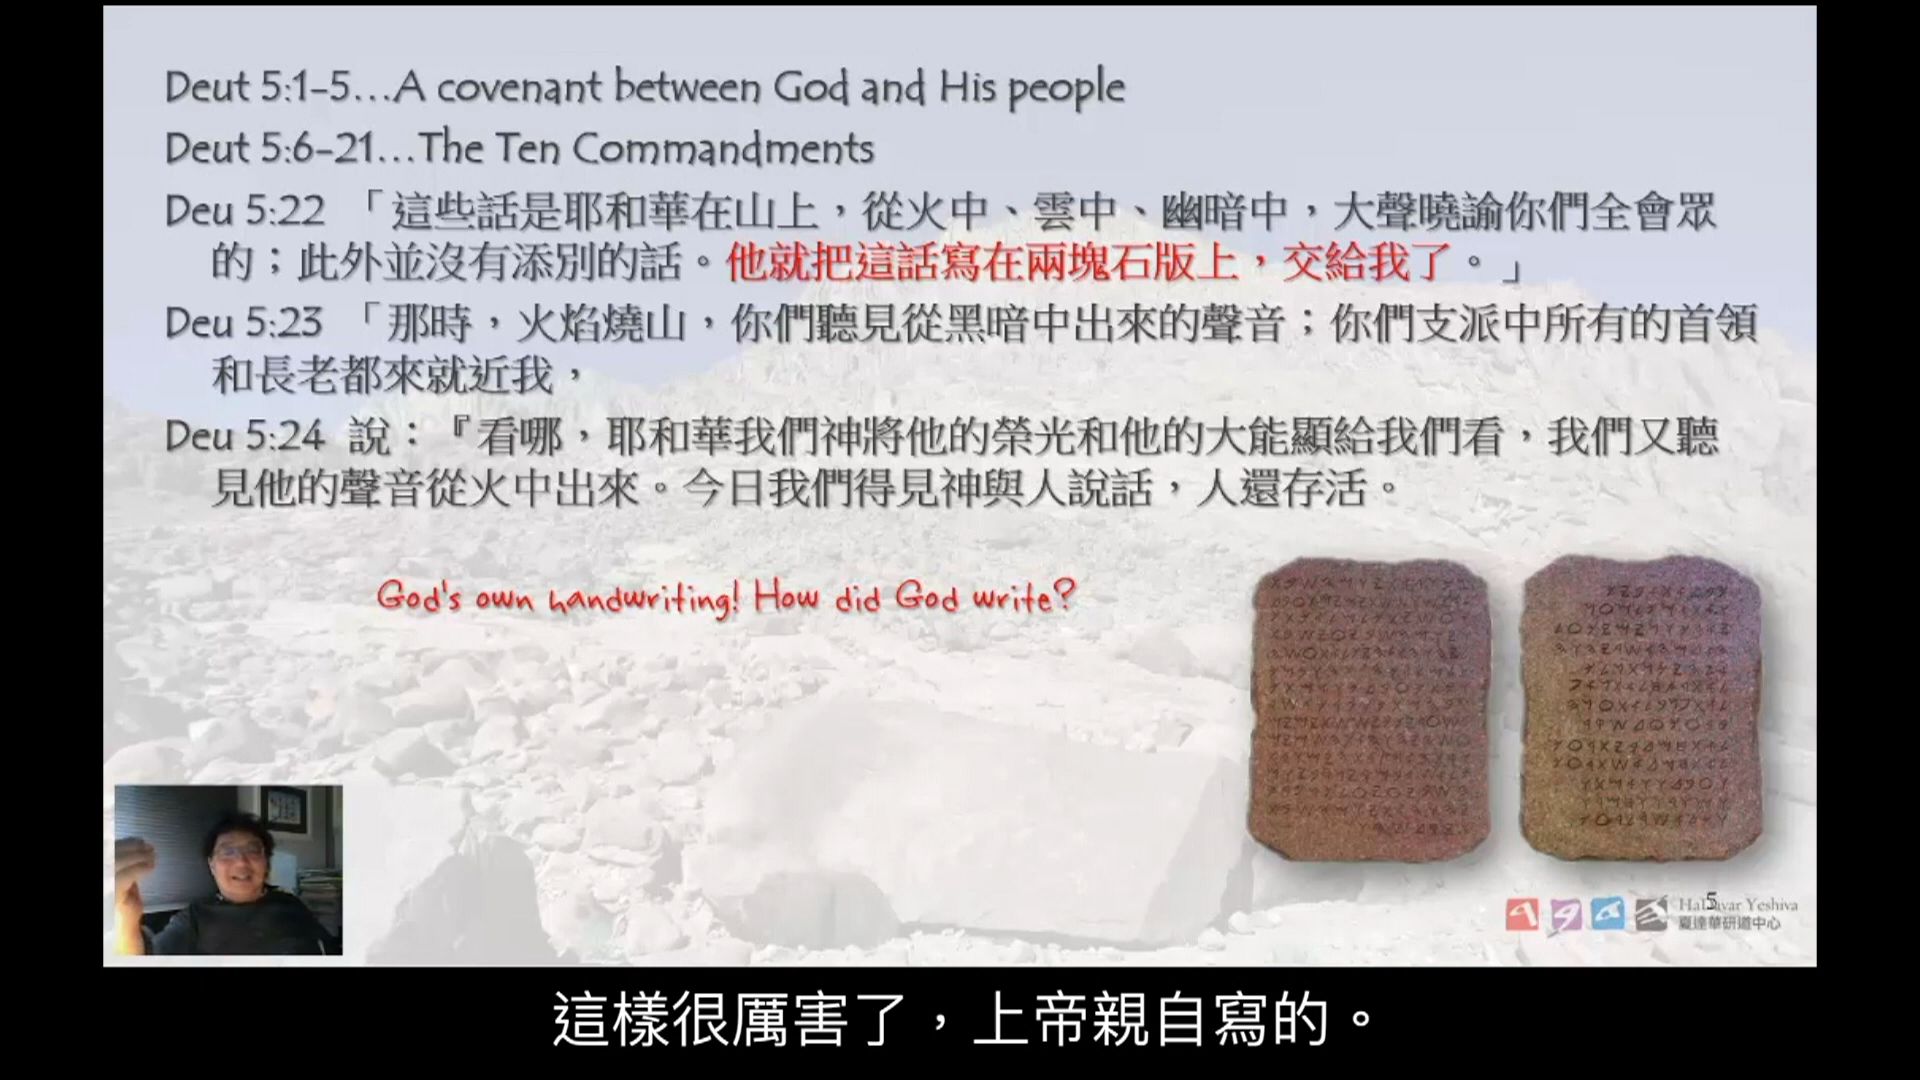 Deut 5:1-5...A covenant between God and His people
Deut 5:6-21...The Ten Commandments
Deu 5:22 「這些話是耶和華在山上，從火中、雲中、幽暗中，大聲曉諭你們全會眾
的；此外並沒有添別的話。他就把這話寫在兩塊石版上，交給我了。」
Deu 5:23 「那時，火焰燒山，你們聽見從黑暗中出來的聲音；你們支派中所有的首領
和長老都來就近我，
Deu 5:24 說：『看哪，耶和華我們神將他的榮光和他的大能顯給我們看，我們又聽
見他的聲音從火中出來。今日我們得見神與人說話，人還存活。
God's own handwriting! How did God write?
5
HaDavar Yeshiva
夏達華研道中心
這樣很厲害了，上帝親自寫的。